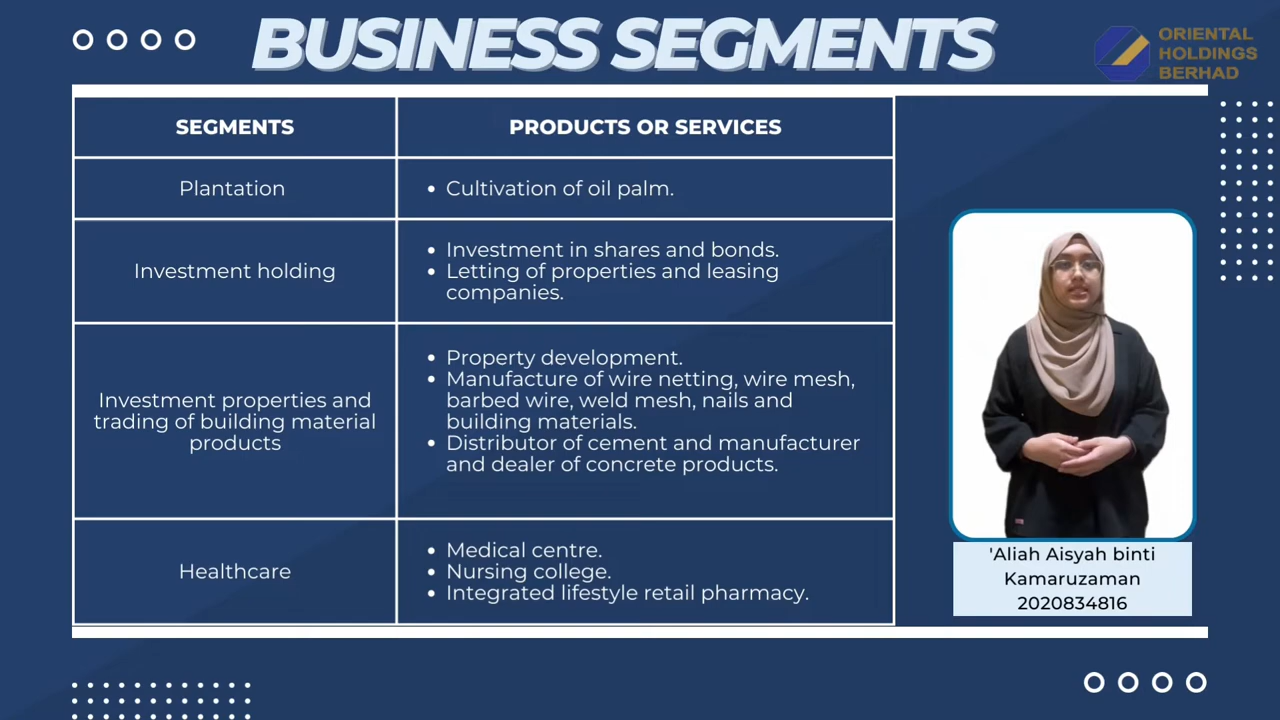 BUSINESS SEGMENTS
ORIENTAL
HOLDINGS
BERHAD
SEGMENTS
PRODUCTS OR SERVICES
Plantation
• Cultivation of oil palm.
Investment holding
• Investment in shares and bonds.
• Letting of properties and leasing
companies.
Investment properties and
trading of building material
products
• Property development.
• Manufacture of wire netting, wire mesh,
barbed wire, weld mesh, nails and
building materials.
• Distributor of cement and manufacturer
and dealer of concrete products.
Healthcare
• Medical centre.
• Nursing college.
• Integrated lifestyle retail pharmacy.
'Aliah Aisyah binti
Kamaruzaman
2020834816